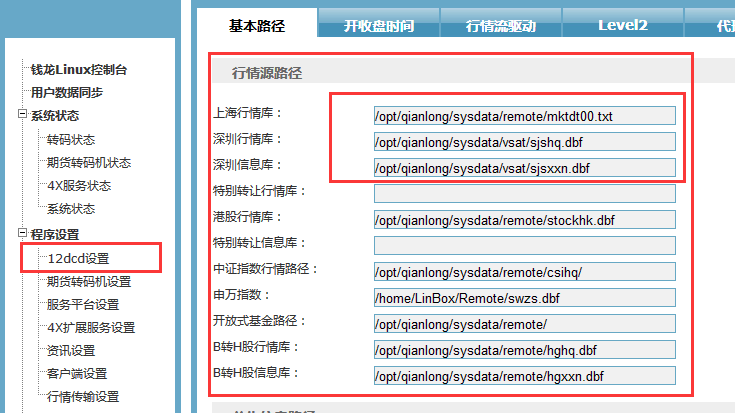 钱龙Linux控制台
用户数据同步
系统状态
转码状态
期货转码机状态
4X服务状态
系统状态
程序设置
12dcd设置
期货转码机设置
服务平台设置
4X扩展服务设置
资讯设置
客户端设置
行情传输设置
基本路径 开收盘时间 行情流驱动 Level2
行情源路径
上海行情库： /opt/qianlong/sysdata/remote/mktdt00.txt
深圳行情库： /opt/qianlong/sysdata/vsat/sjshq.dbf
深圳信息库： /opt/qianlong/sysdata/vsat/sjsxxn.dbf
特别转让行情库：
港股行情库： /opt/qianlong/sysdata/remote/stockhk.dbf
特别转让信息库：
中证指数行情路径： /opt/qianlong/sysdata/remote/csihq/
申万指数： /home/LinBox/Remote/swzs.dbf
开放式基金路径： /opt/qianlong/sysdata/remote/
B转H股行情库： /opt/qianlong/sysdata/remote/hghq.dbf
B转H股信息库： /opt/qianlong/sysdata/remote/hgxxn.dbf